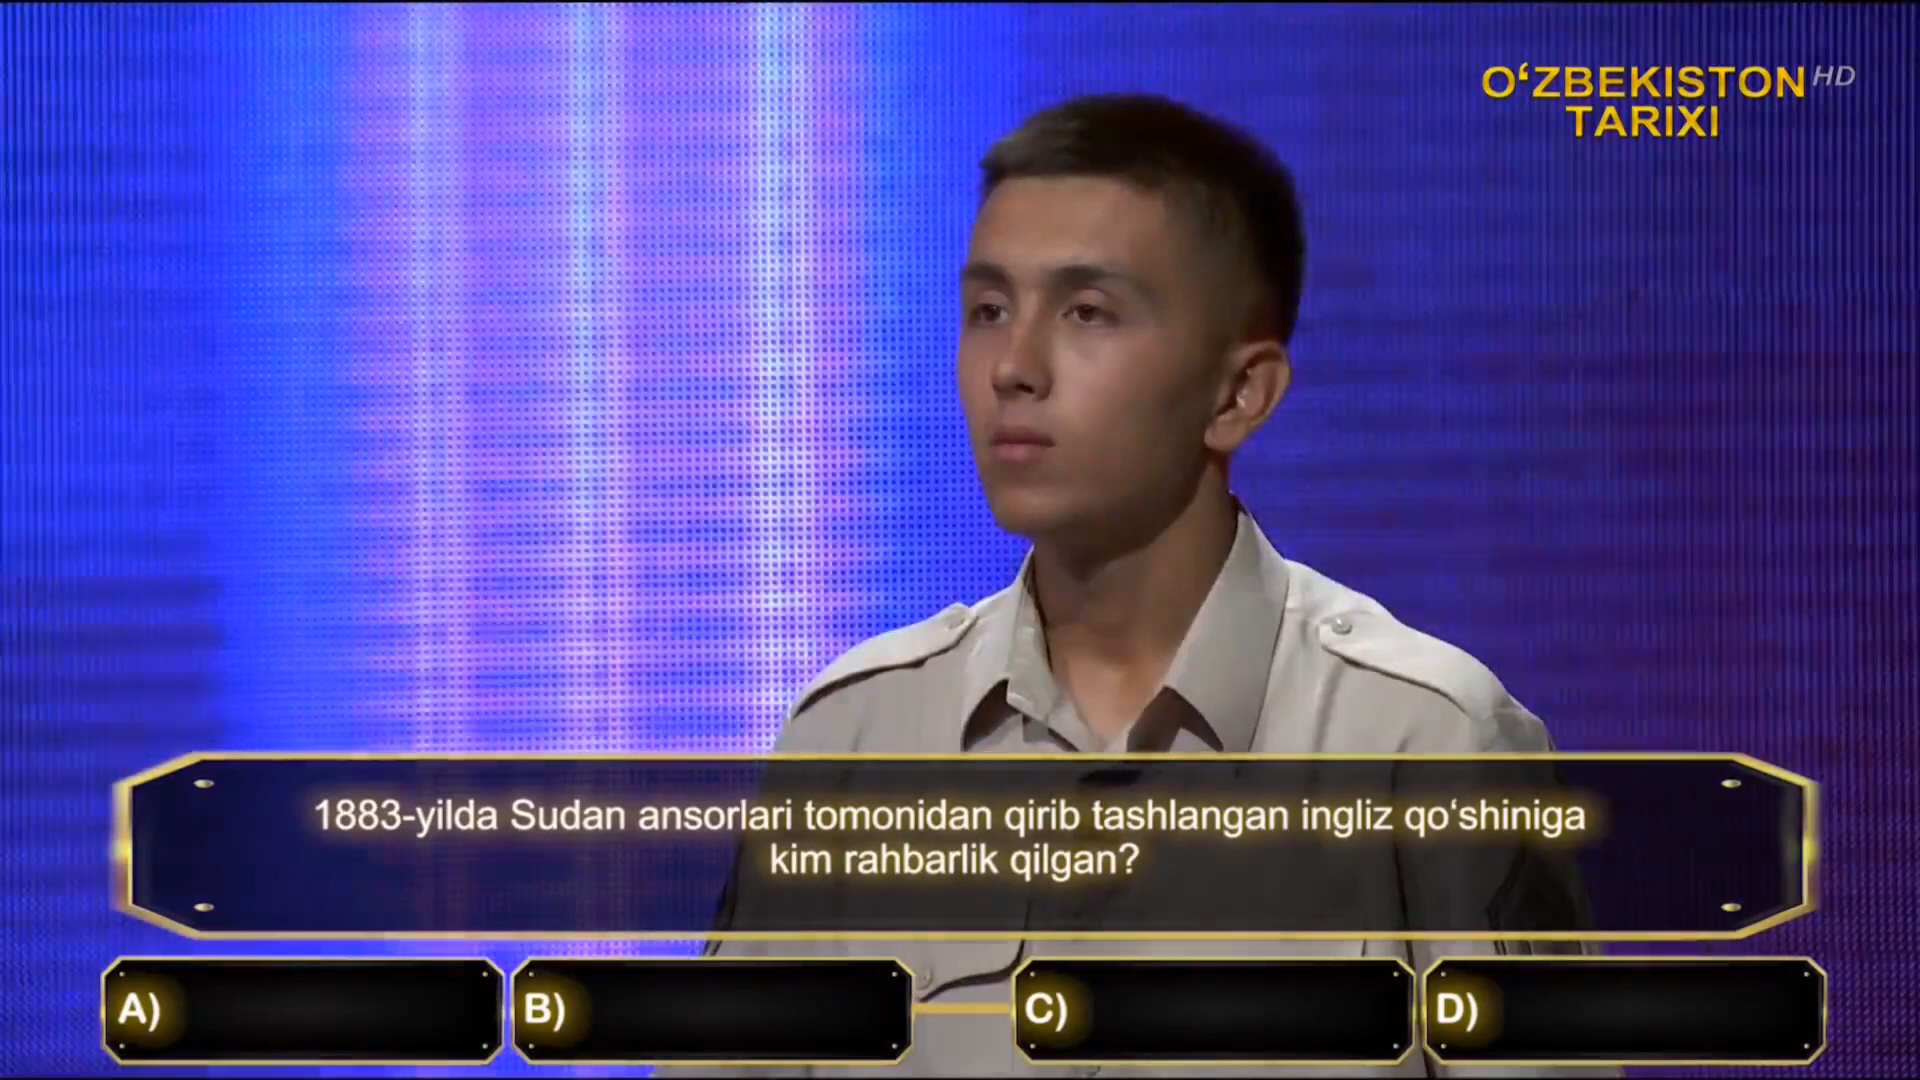 O‘ZBEKISTON HD
TARIXI
1883-yilda Sudan ansorlari tomonidan qirib tashlangan ingliz qo‘shiniga
kim rahbarlik qilgan?
A)
B)
C)
D)